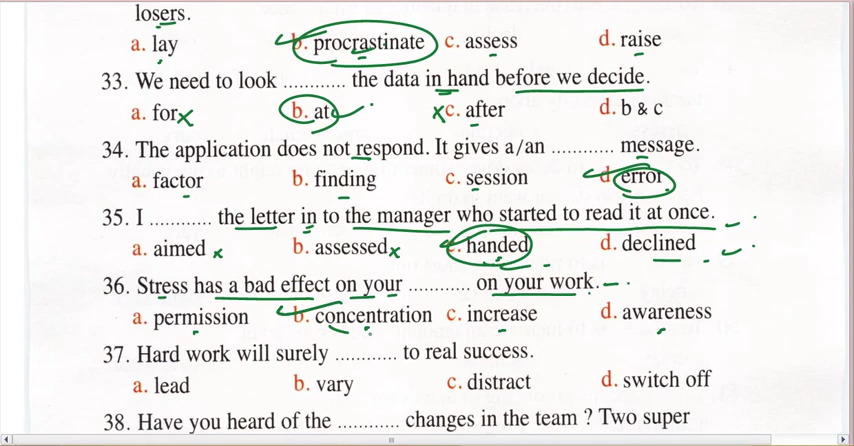 losers.
a. lay b. procrastinate c. assess d. raise
33. We need to look ............ the data in hand before we decide.
a. for b. at c. after d. b & c
34. The application does not respond. It gives a/an ............ message.
a. factor b. finding c. session d. error
35. I ............ the letter in to the manager who started to read it at once.
a. aimed b. assessed c. handed d. declined
36. Stress has a bad effect on your ............ on your work.
a. permission b. concentration c. increase d. awareness
37. Hard work will surely ............ to real success.
a. lead b. vary c. distract d. switch off
38. Have you heard of the ............ changes in the team ? Two super